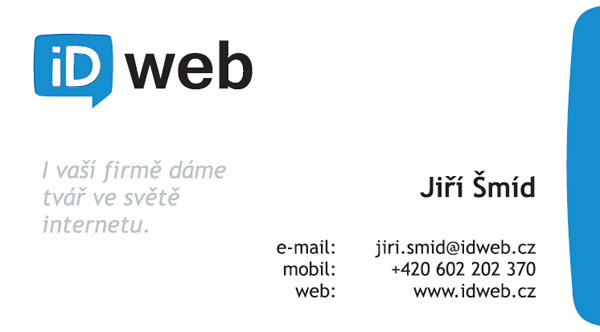 iD web
I vaší firmě dáme
tvář ve světě
internetu.
Jiří Šmíd
e-mail: jiri.smid@idweb.cz
mobil: +420 602 202 370
web: www.idweb.cz